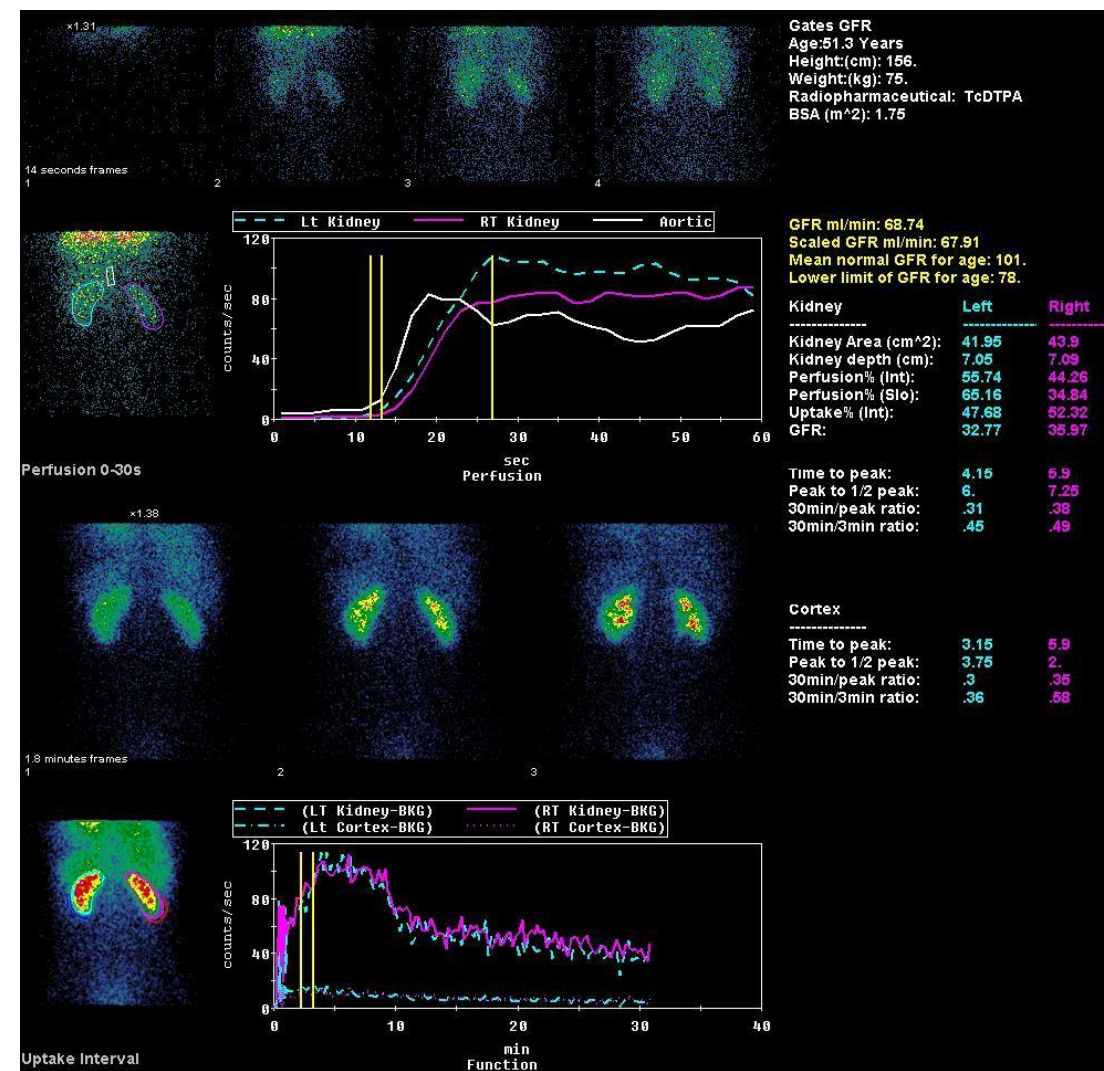 ×1.31
14 seconds frames
1
2
3
4
Gates GFR
Age:51.3 Years
Height:(cm): 156.
Weight:(kg): 75.
Radiopharmaceutical: TcDTPA
BSA (m^2): 1.75
Lt Kidney RT Kidney Aortic
120
80
40
0
counts/sec
0 10 20 30 40 50 60
sec
Perfusion
Perfusion 0-30s
GFR ml/min: 68.74
Scaled GFR ml/min: 67.91
Mean normal GFR for age: 101.
Lower limit of GFR for age: 78.
Kidney Left Right
-------------- -------------- --------------
Kidney Area (cm^2): 41.95 43.9
Kidney depth (cm): 7.05 7.09
Perfusion% (Int): 55.74 44.26
Perfusion% (Slo): 65.16 34.84
Uptake% (Int): 47.68 52.32
GFR: 32.77 35.97
Time to peak: 4.15 5.9
Peak to 1/2 peak: 6. 7.25
30min/peak ratio: .31 .38
30min/3min ratio: .45 .49
×1.38
1.8 minutes frames
1
2
3
Cortex
--------------
Time to peak: 3.15 5.9
Peak to 1/2 peak: 3.75 2.
30min/peak ratio: .3 .35
30min/3min ratio: .36 .58
(LT Kidney-BKG) (RT Kidney-BKG)
(Lt Cortex-BKG) (RT Cortex-BKG)
120
80
40
0
counts/sec
0 10 20 30 40
min
Function
Uptake Interval